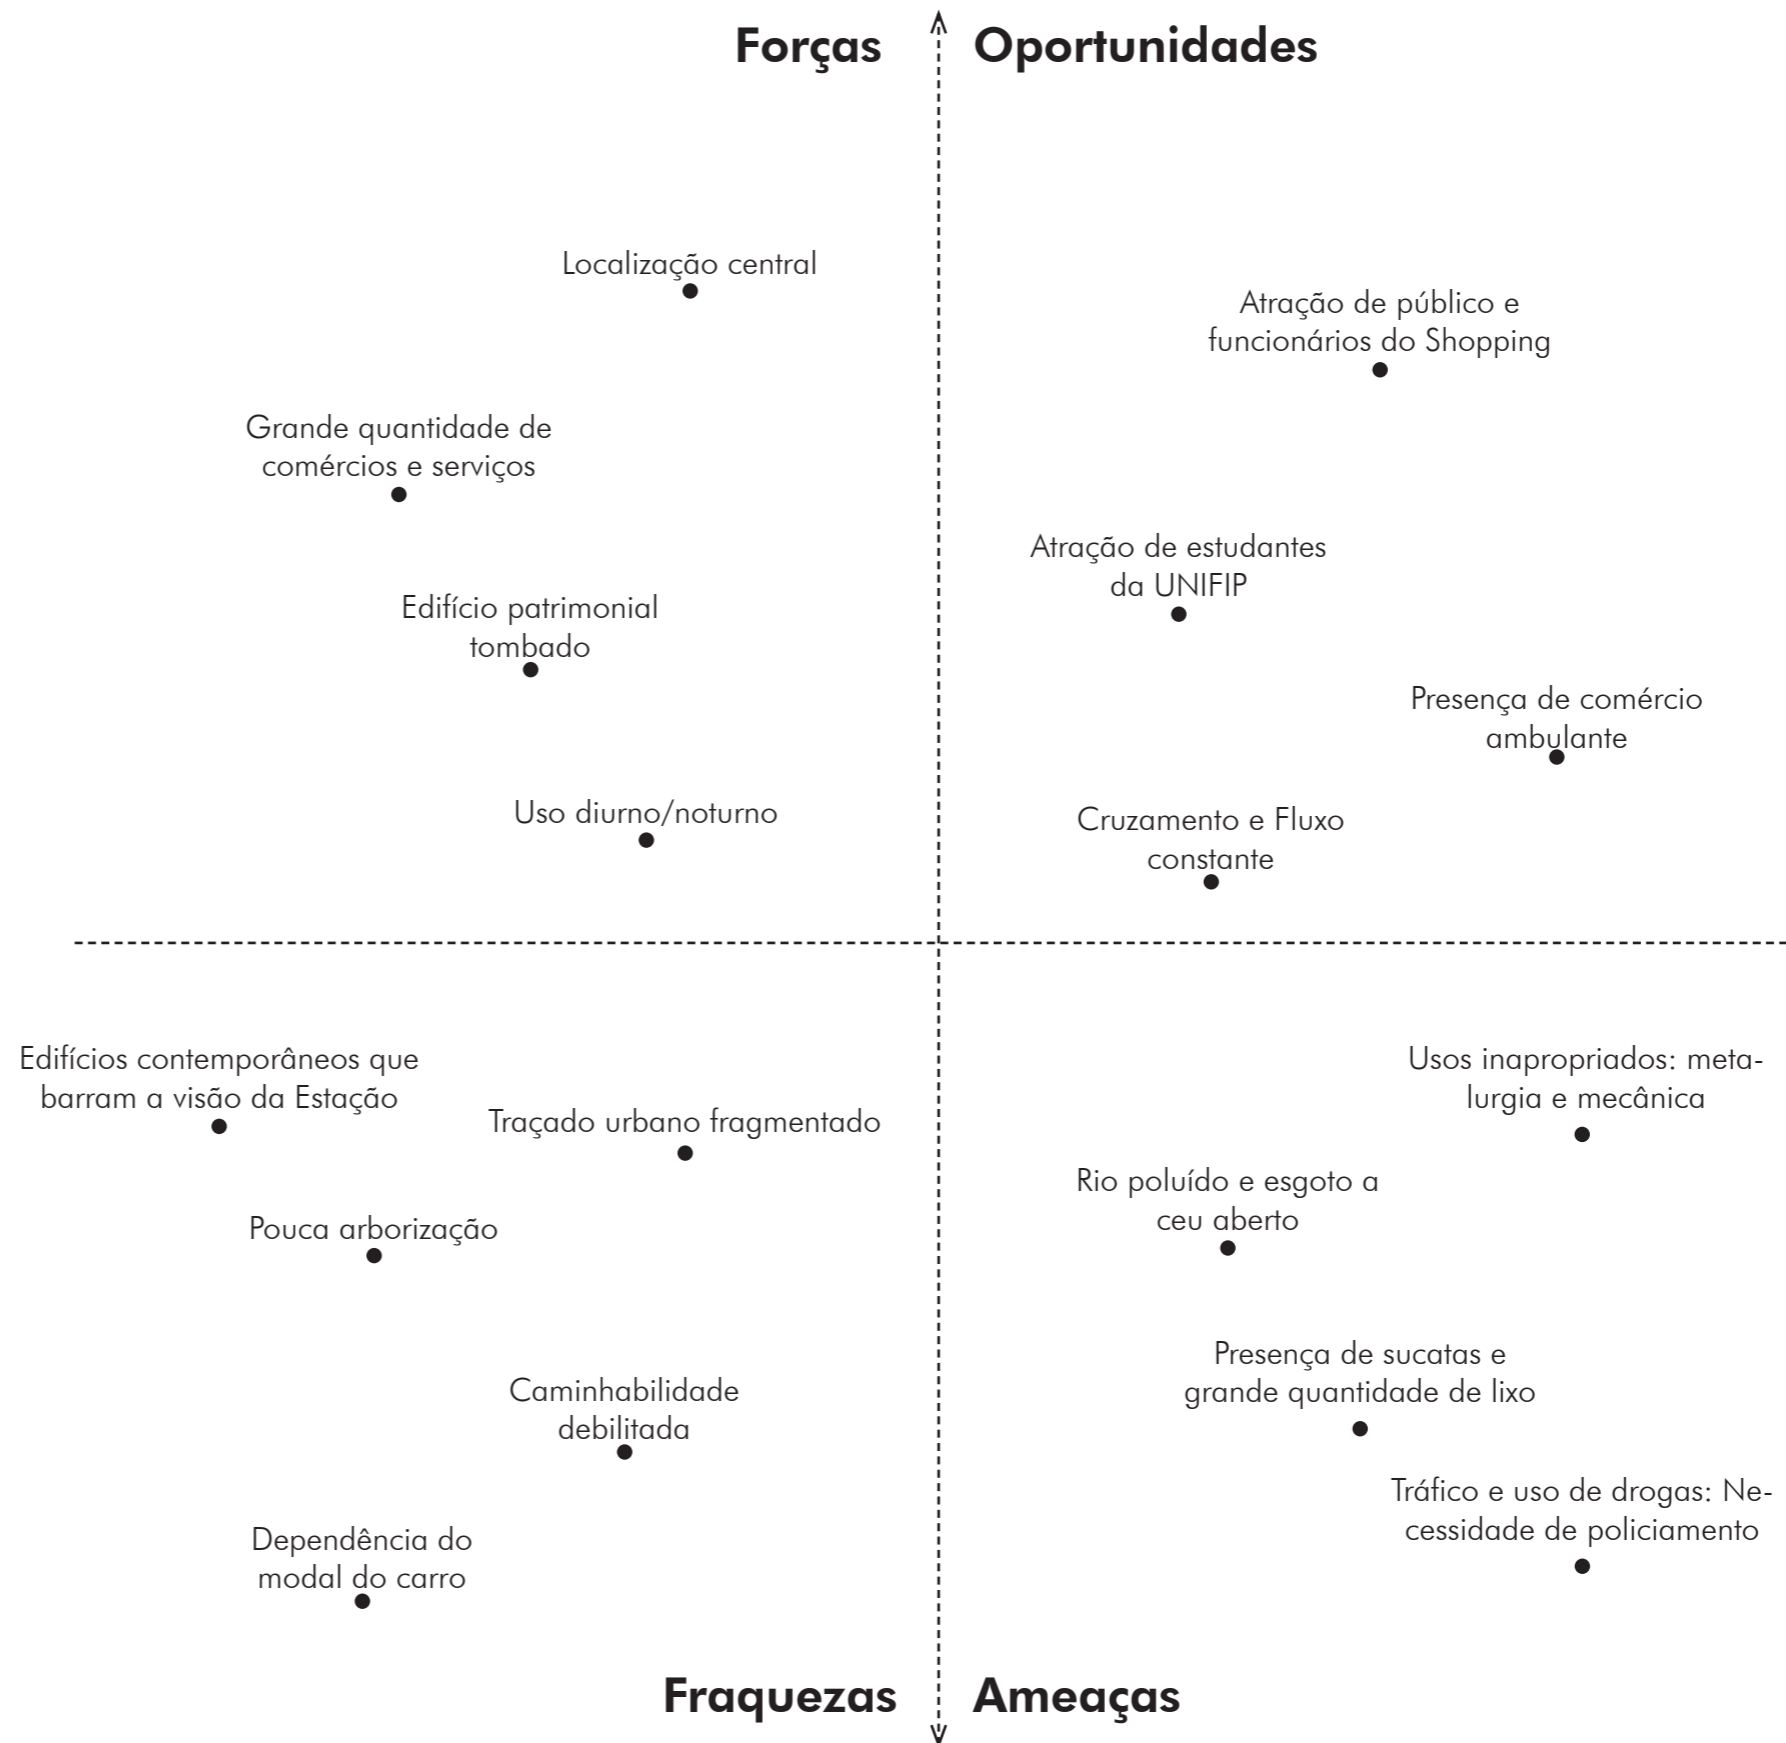 Forças
Oportunidades
Localização central
Atração de público e
funcionários do Shopping
Grande quantidade de
comércios e serviços
Atração de estudantes
da UNIFIP
Edifício patrimonial
tombado
Presença de comércio
ambulante
Uso diurno/noturno
Cruzamento e Fluxo
constante
Edifícios contemporâneos que
barram a visão da Estação
Traçado urbano fragmentado
Usos inapropriados: meta-
lurgia e mecânica
Rio poluído e esgoto a
ceu aberto
Pouca arborização
Presença de sucatas e
grande quantidade de lixo
Caminhabilidade
debilitada
Tráfico e uso de drogas: Ne-
cessidade de policiamento
Dependência do
modal do carro
Fraquezas
Ameaças